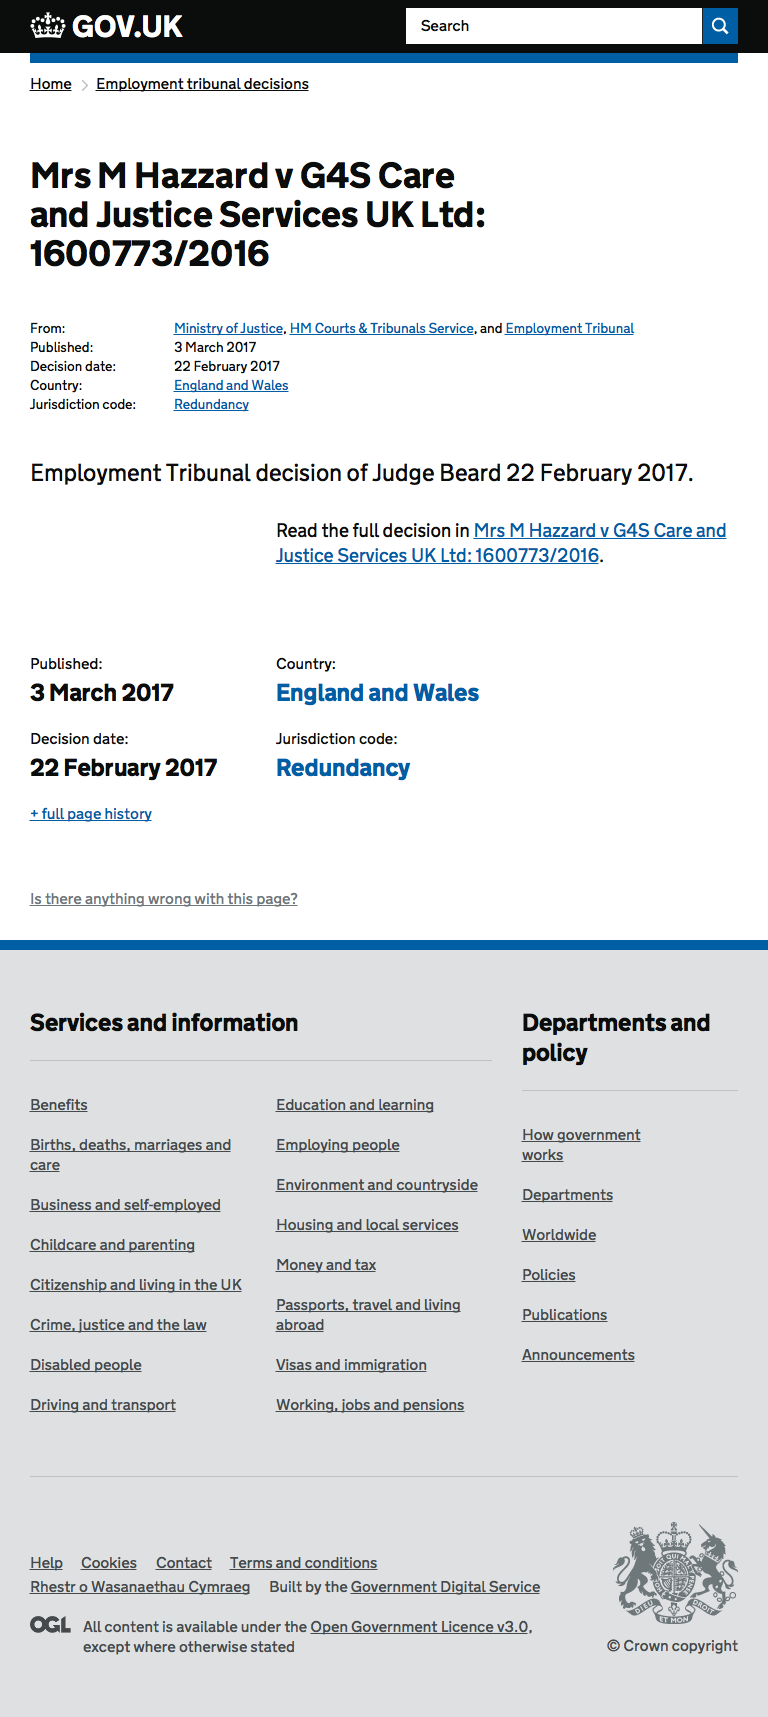 GOV.UK
Search
Home
Employment tribunal decisions
Mrs M Hazzard v G4S Care
and Justice Services UK Ltd:
1600773/2016
From: Ministry of Justice, HM Courts & Tribunals Service, and Employment Tribunal
Published: 3 March 2017
Decision date: 22 February 2017
Country: England and Wales
Jurisdiction code: Redundancy
Employment Tribunal decision of Judge Beard 22 February 2017.
Read the full decision in Mrs M Hazzard v G4S Care and
Justice Services UK Ltd: 1600773/2016.
Published:
3 March 2017
Country:
England and Wales
Decision date:
22 February 2017
Jurisdiction code:
Redundancy
+ full page history
Is there anything wrong with this page?
Services and information
Benefits
Births, deaths, marriages and
care
Business and self-employed
Childcare and parenting
Citizenship and living in the UK
Crime, justice and the law
Disabled people
Driving and transport
Education and learning
Employing people
Environment and countryside
Housing and local services
Money and tax
Passports, travel and living
abroad
Visas and immigration
Working, jobs and pensions
Departments and
policy
How government
works
Departments
Worldwide
Policies
Publications
Announcements
Help Cookies Contact Terms and conditions
Rhestr o Wasanaethau Cymraeg Built by the Government Digital Service
OGL
All content is available under the Open Government Licence v3.0,
except where otherwise stated
DIEU ET MON DROIT
© Crown copyright